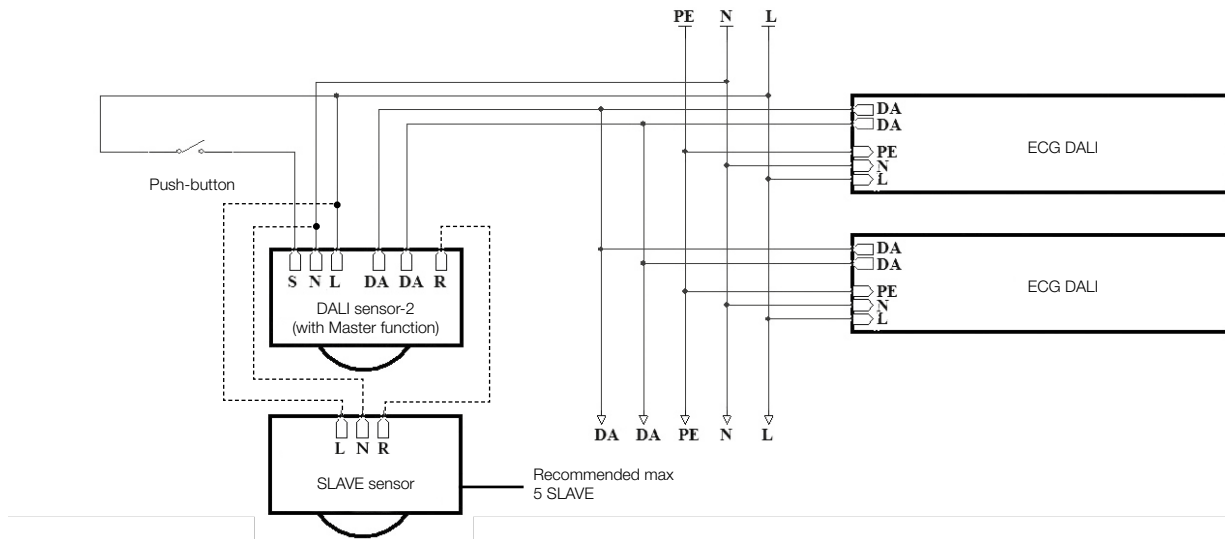 PE N L
DA
DA
PE
N
L
ECG DALI
Push-button
DA
DA
PE
N
L
ECG DALI
S N L DA DA R
DALI sensor-2
(with Master function)
DA DA PE N L
L N R
SLAVE sensor
Recommended max
5 SLAVE